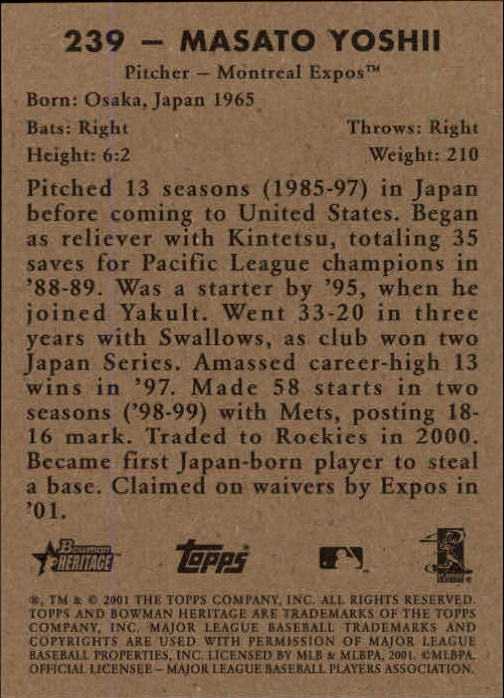 239 – MASATO YOSHII
Pitcher – Montreal Expos™
Born: Osaka, Japan 1965
Bats: Right Throws: Right
Height: 6:2 Weight: 210
Pitched 13 seasons (1985-97) in Japan
before coming to United States. Began
as reliever with Kintetsu, totaling 35
saves for Pacific League champions in
'88-89. Was a starter by '95, when he
joined Yakult. Went 33-20 in three
years with Swallows, as club won two
Japan Series. Amassed career-high 13
wins in '97. Made 58 starts in two
seasons ('98-99) with Mets, posting 18-
16 mark. Traded to Rockies in 2000.
Became first Japan-born player to steal
a base. Claimed on waivers by Expos in
'01.
Bowman
HERITAGE
Topps
®, TM & © 2001 THE TOPPS COMPANY, INC. ALL RIGHTS RESERVED.
TOPPS AND BOWMAN HERITAGE ARE TRADEMARKS OF THE TOPPS
COMPANY, INC. MAJOR LEAGUE BASEBALL TRADEMARKS AND
COPYRIGHTS ARE USED WITH PERMISSION OF MAJOR LEAGUE
BASEBALL PROPERTIES, INC. LICENSED BY MLB & MLBPA, 2001. ©MLBPA.
OFFICIAL LICENSEE – MAJOR LEAGUE BASEBALL PLAYERS ASSOCIATION.